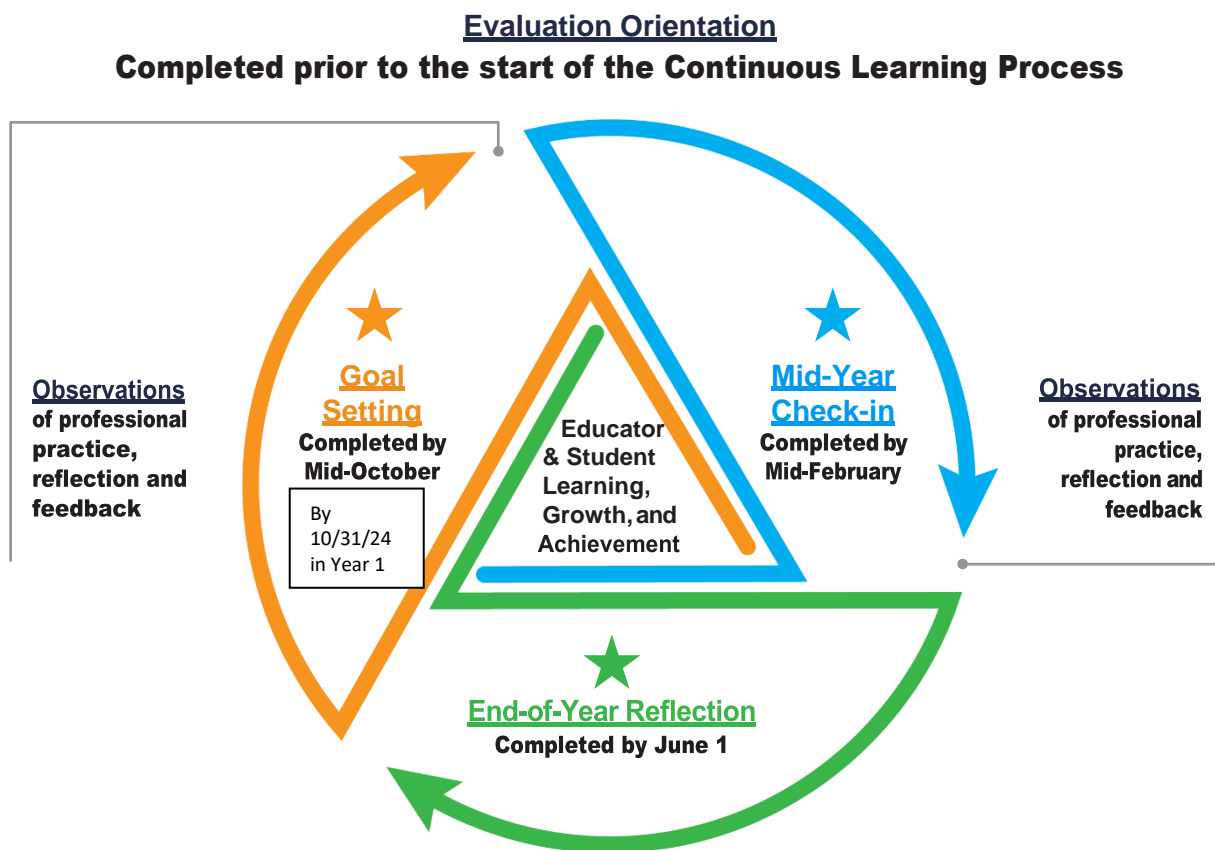 Evaluation Orientation
Completed prior to the start of the Continuous Learning Process
Observations
of professional
practice,
reflection and
feedback
Goal
Setting
Completed by
Mid-October
By
10/31/24
in Year 1
Educator
& Student
Learning,
Growth, and
Achievement
Mid-Year
Check-in
Completed by
Mid-February
Observations
of professional
practice,
reflection and
feedback
End-of-Year Reflection
Completed by June 1